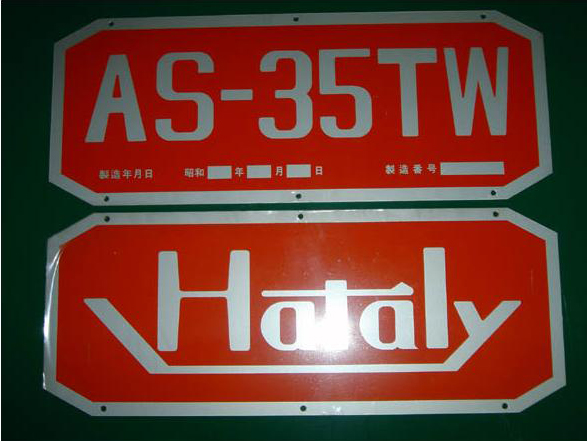 AS-35TW
製造年月日 昭和 年 月 日 製造番号
Hataly